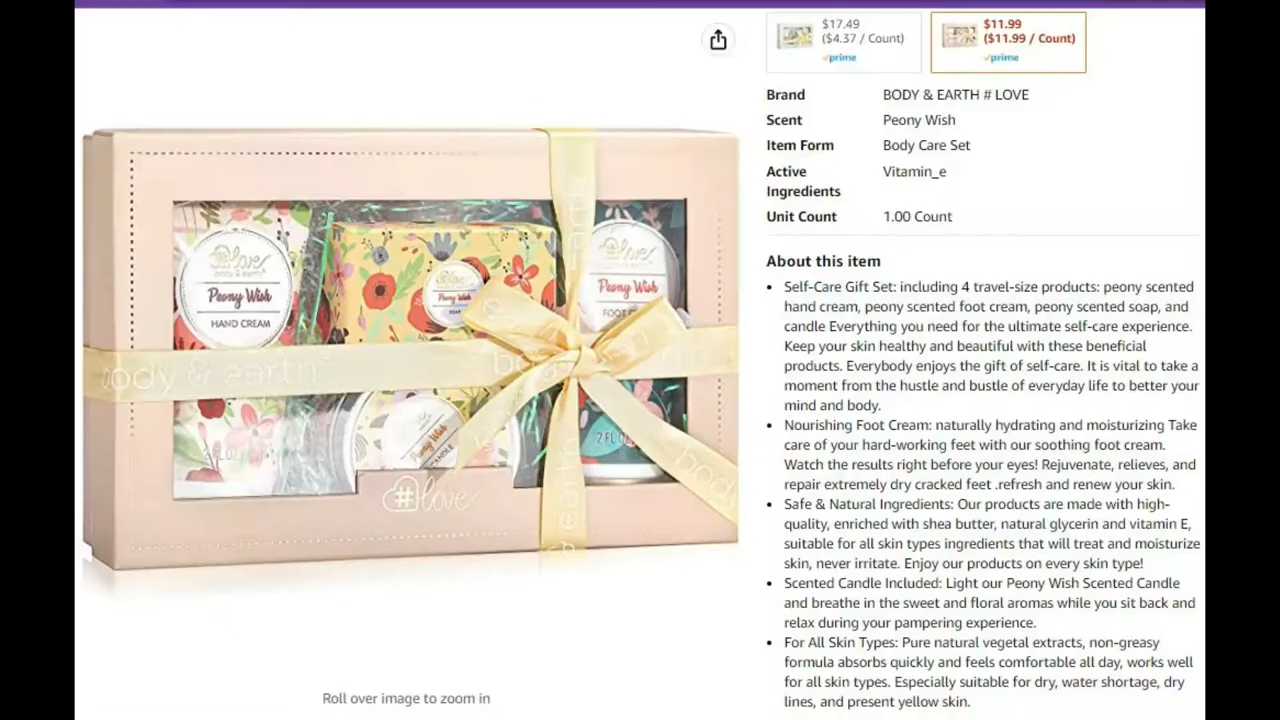 $17.49
($4.37 / Count)
prime
$11.99
($11.99 / Count)
prime
Brand BODY & EARTH # LOVE
Scent Peony Wish
Item Form Body Care Set
Active Vitamin_e
Ingredients
Unit Count 1.00 Count
About this item
Self-Care Gift Set: including 4 travel-size products: peony scented
hand cream, peony scented foot cream, peony scented soap, and
candle Everything you need for the ultimate self-care experience.
Keep your skin healthy and beautiful with these beneficial
products. Everybody enjoys the gift of self-care. It is vital to take a
moment from the hustle and bustle of everyday life to better your
mind and body.
Nourishing Foot Cream: naturally hydrating and moisturizing Take
care of your hard-working feet with our soothing foot cream.
Watch the results right before your eyes! Rejuvenate, relieves, and
repair extremely dry cracked feet .refresh and renew your skin.
Safe & Natural Ingredients: Our products are made with high-
quality, enriched with shea butter, natural glycerin and vitamin E,
suitable for all skin types ingredients that will treat and moisturize
skin, never irritate. Enjoy our products on every skin type!
Scented Candle Included: Light our Peony Wish Scented Candle
and breathe in the sweet and floral aromas while you sit back and
relax during your pampering experience.
For All Skin Types: Pure natural vegetal extracts, non-greasy
formula absorbs quickly and feels comfortable all day, works well
for all skin types. Especially suitable for dry, water shortage, dry
lines, and present yellow skin.
#love
body & earth
Peony Wish
HAND CREAM
love
Peony Wish
love
Peony Wish
body & earth
Peony Wish
2 FL
#love
body
Roll over image to zoom in